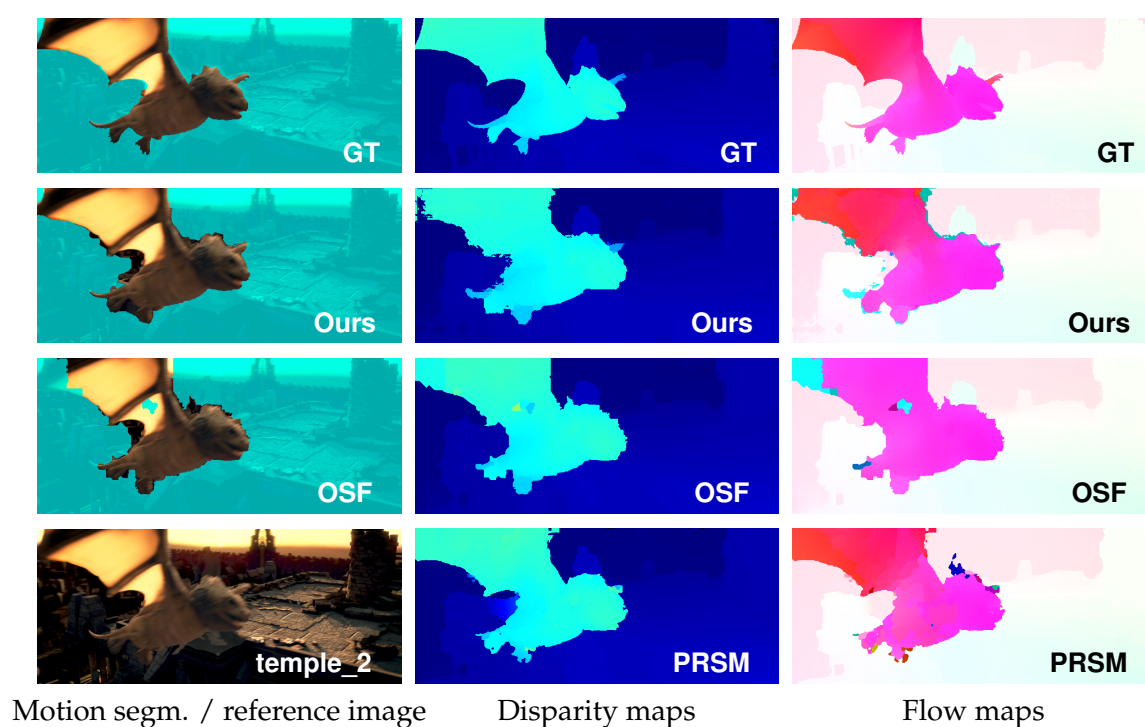 GT GT GT
Ours Ours Ours
OSF OSF OSF
temple_2 PRSM PRSM
Motion segm. / reference image Disparity maps Flow maps